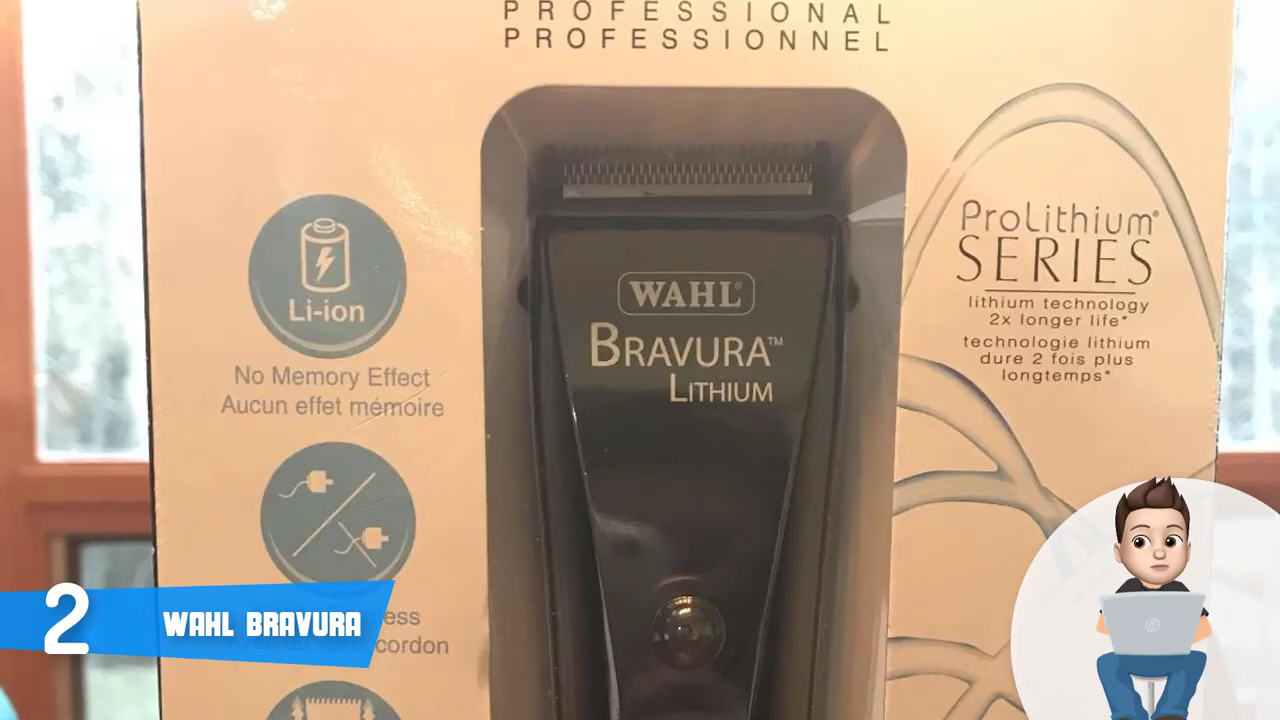 PROFESSIONAL
PROFESSIONNEL
Li-ion
No Memory Effect
Aucun effet mémoire
WAHL
BRAVURA™
LITHIUM
ProLithium®
SERIES
lithium technology
2x longer life*
technologie lithium
dure 2 fois plus
longtemps*
cordon
2
WAHL BRAVURA